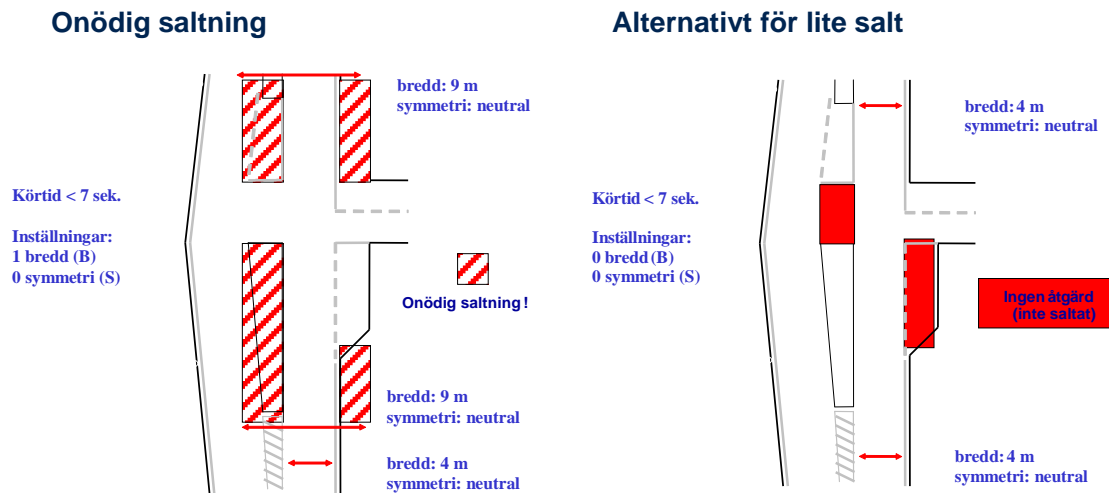 Onödig saltning
bredd: 9 m
symmetri: neutral
Körtid < 7 sek.
Inställningar:
1 bredd (B)
0 symmetri (S)
Onödig saltning !
bredd: 9 m
symmetri: neutral
bredd: 4 m
symmetri: neutral
Alternativt för lite salt
bredd: 4 m
symmetri: neutral
Körtid < 7 sek.
Inställningar:
0 bredd (B)
0 symmetri (S)
Ingen åtgärd
(inte saltat)
bredd: 4 m
symmetri: neutral